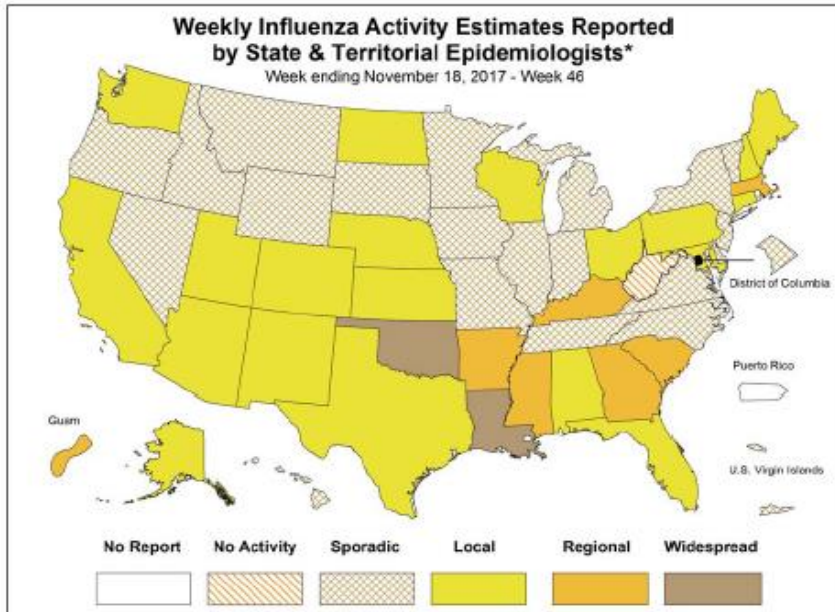 Weekly Influenza Activity Estimates Reported
by State & Territorial Epidemiologists*
Week ending November 18, 2017 - Week 46
District of Columbia
Puerto Rico
Guam
U.S. Virgin Islands
No Report No Activity Sporadic Local Regional Widespread